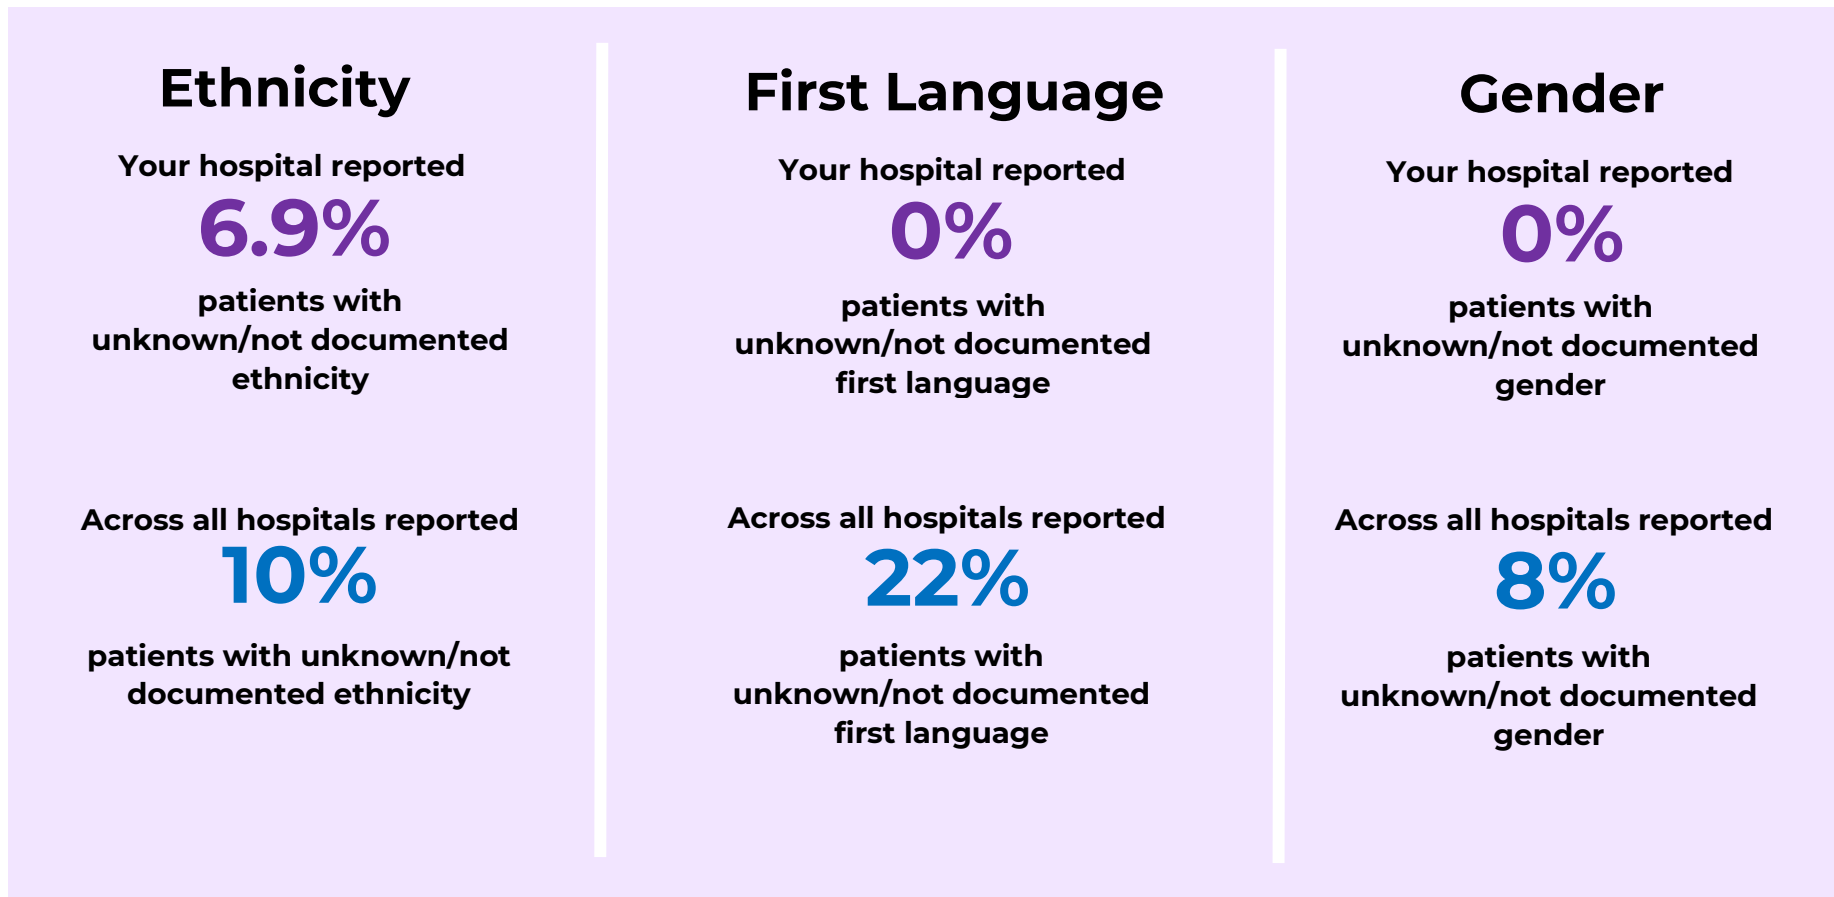 Ethnicity
Your hospital reported
6.9%
patients with
unknown/not documented
ethnicity
Across all hospitals reported
10%
patients with unknown/not
documented ethnicity
First Language
Your hospital reported
0%
patients with
unknown/not documented
first language
Across all hospitals reported
22%
patients with
unknown/not documented
first language
Gender
Your hospital reported
0%
patients with
unknown/not documented
gender
Across all hospitals reported
8%
patients with
unknown/not documented
gender